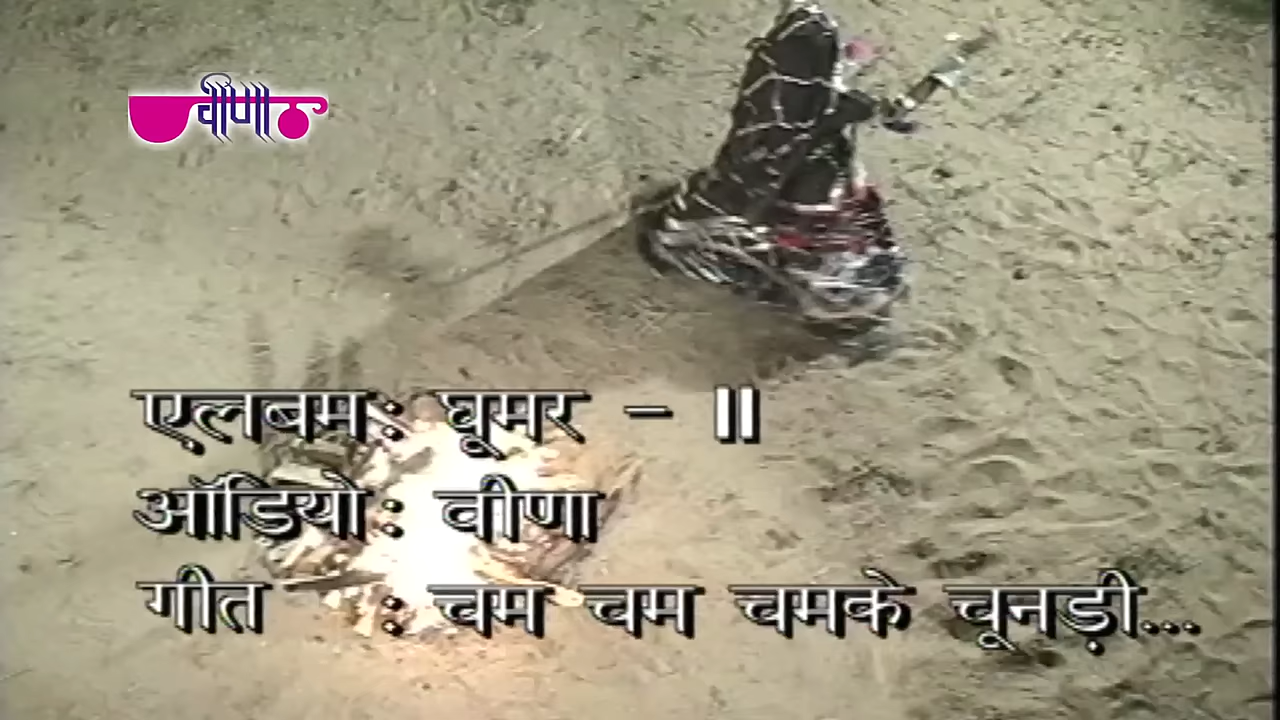 वीणा
एलबम: घूमर - II
ऑडियो: वीणा
गीत : चम चम चमके चूनड़ी...